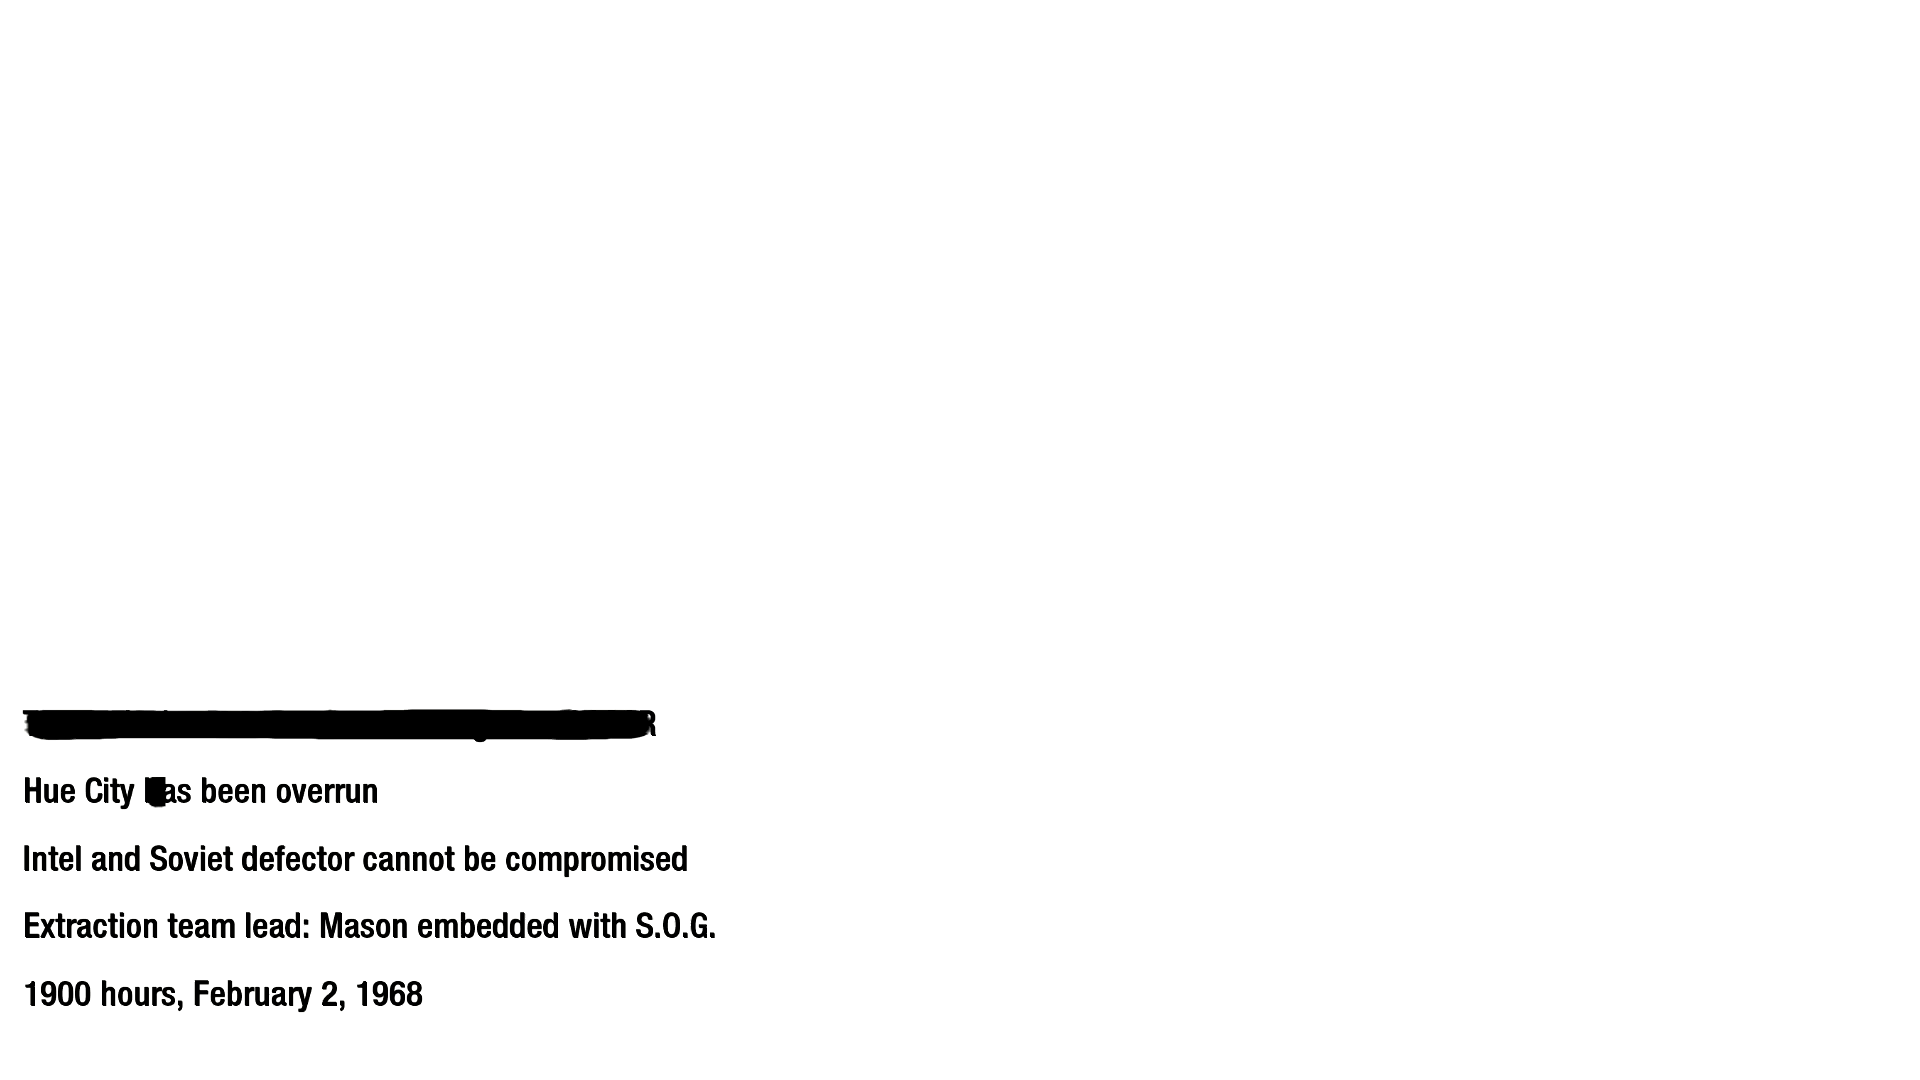 Hue City has been overrun
Intel and Soviet defector cannot be compromised
Extraction team lead: Mason embedded with S.O.G.
1900 hours, February 2, 1968